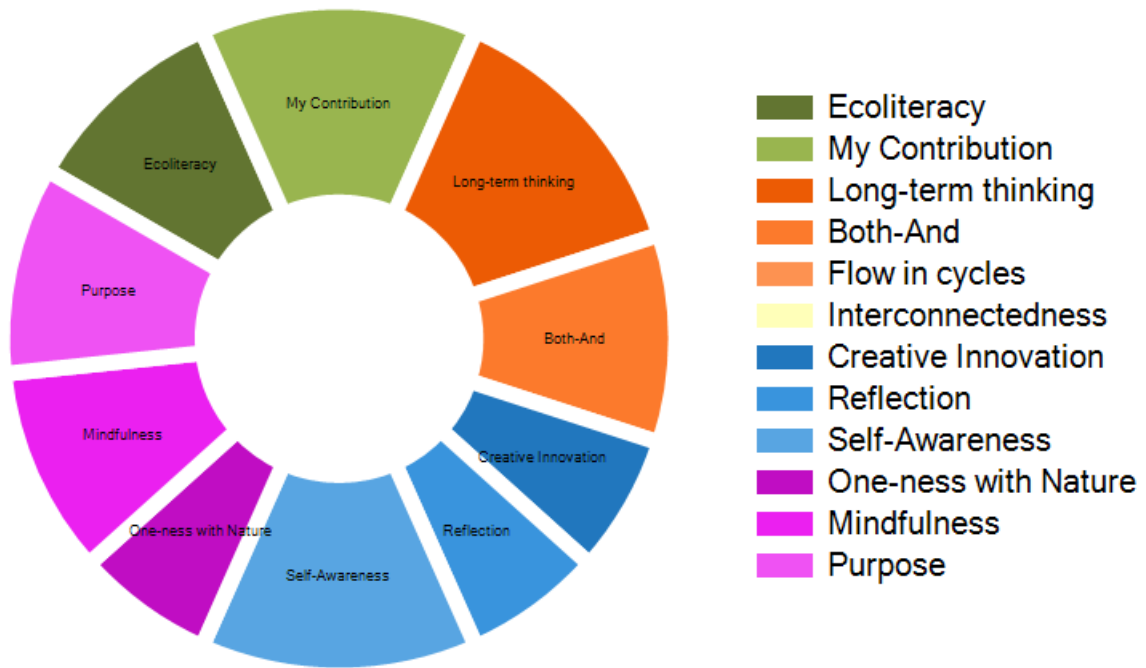 My Contribution
Ecoliteracy
Long-term thinking
Purpose
Both-And
Mindfulness
Creative Innovation
One-ness with Nature
Reflection
Self-Awareness
Ecoliteracy
My Contribution
Long-term thinking
Both-And
Flow in cycles
Interconnectedness
Creative Innovation
Reflection
Self-Awareness
One-ness with Nature
Mindfulness
Purpose